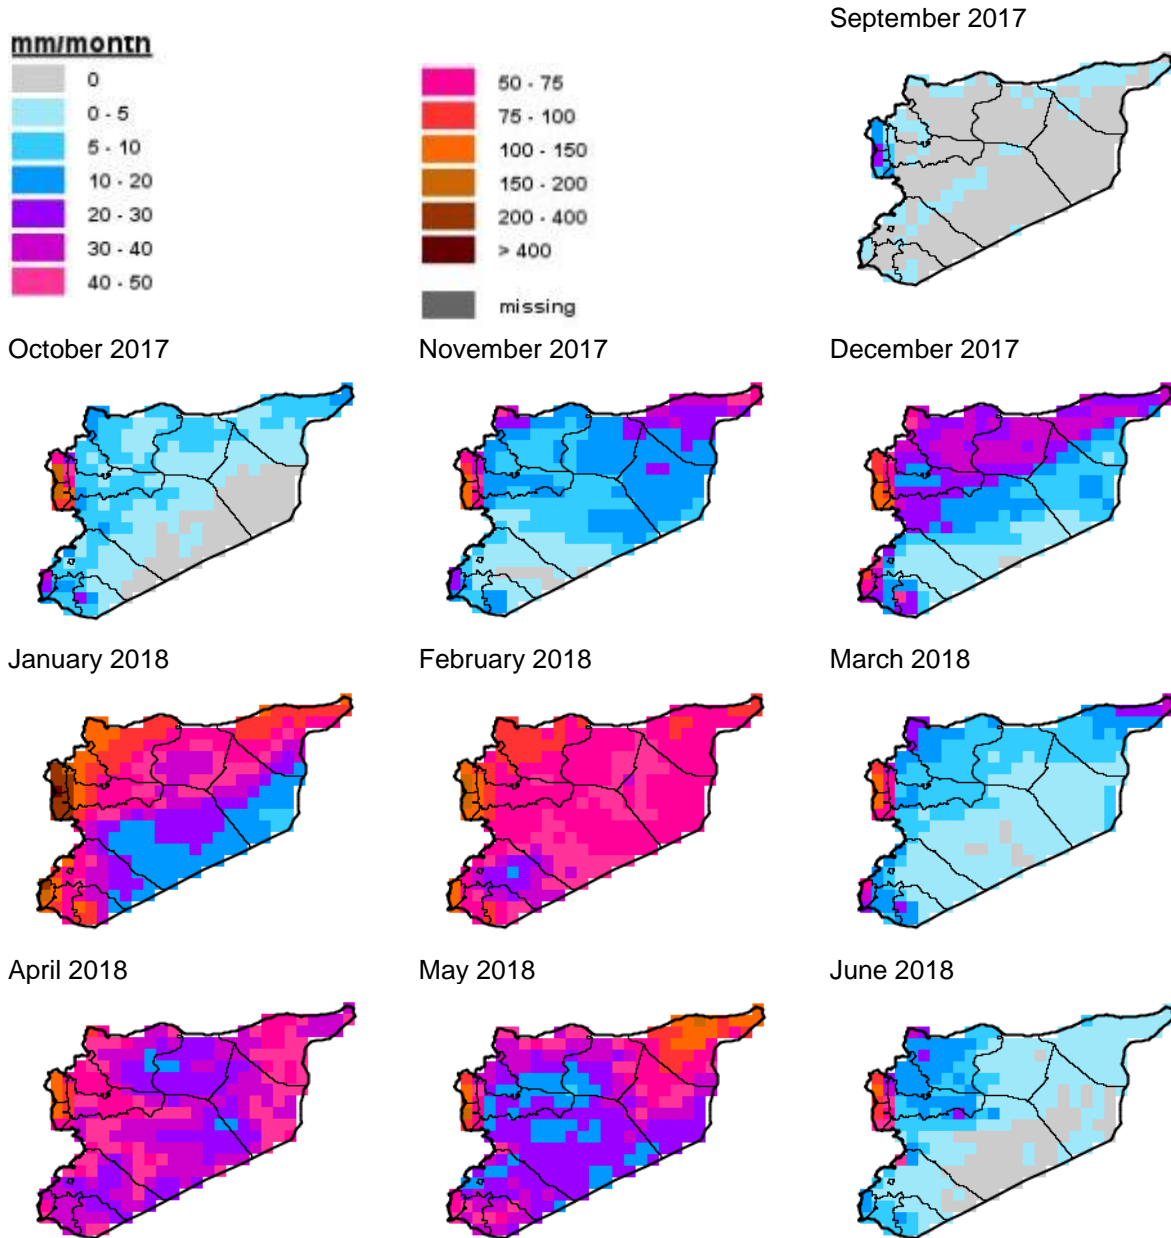 September 2017
mm/month
0
0 - 5
5 - 10
10 - 20
20 - 30
30 - 40
40 - 50
50 - 75
75 - 100
100 - 150
150 - 200
200 - 400
> 400
missing
October 2017
November 2017
December 2017
January 2018
February 2018
March 2018
April 2018
May 2018
June 2018